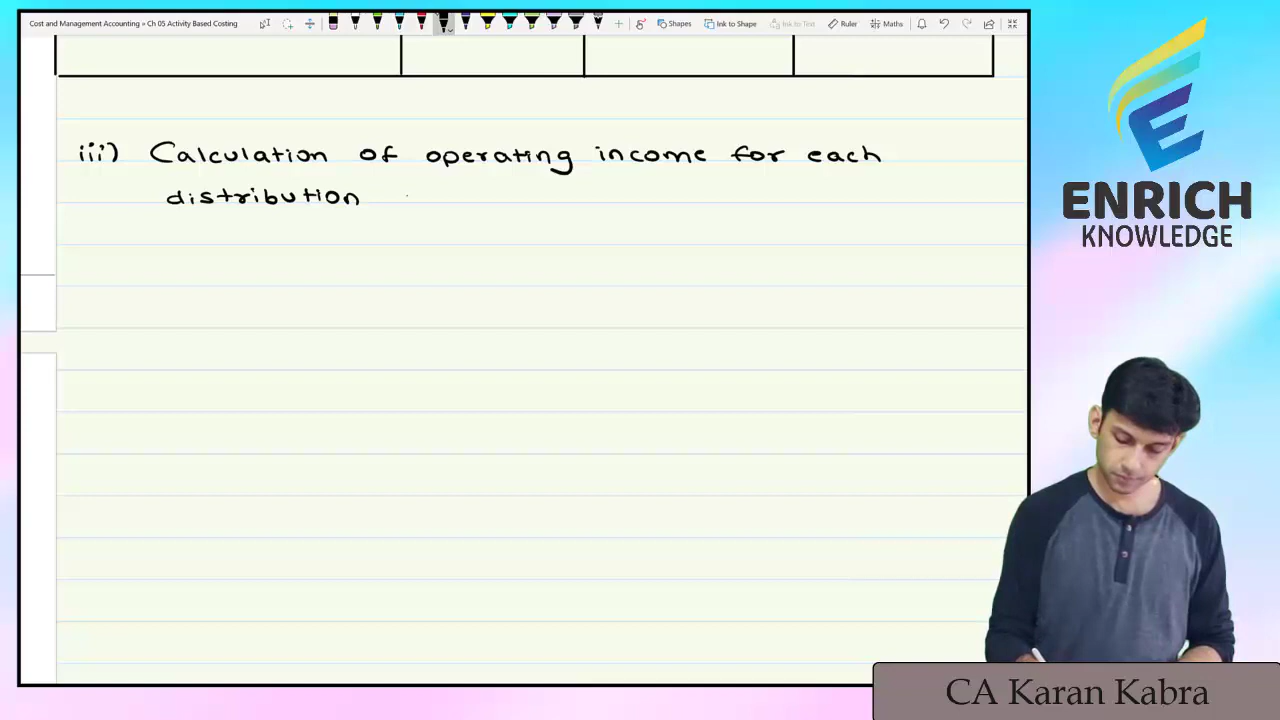 Cost and Management Accounting » Ch 05 Activity Based Costing
Shapes
Ink to Shape
Ink to Text
Ruler
Maths
iii) Calculation of operating income for each
distribution
ENRICH
KNOWLEDGE
CA Karan Kabra